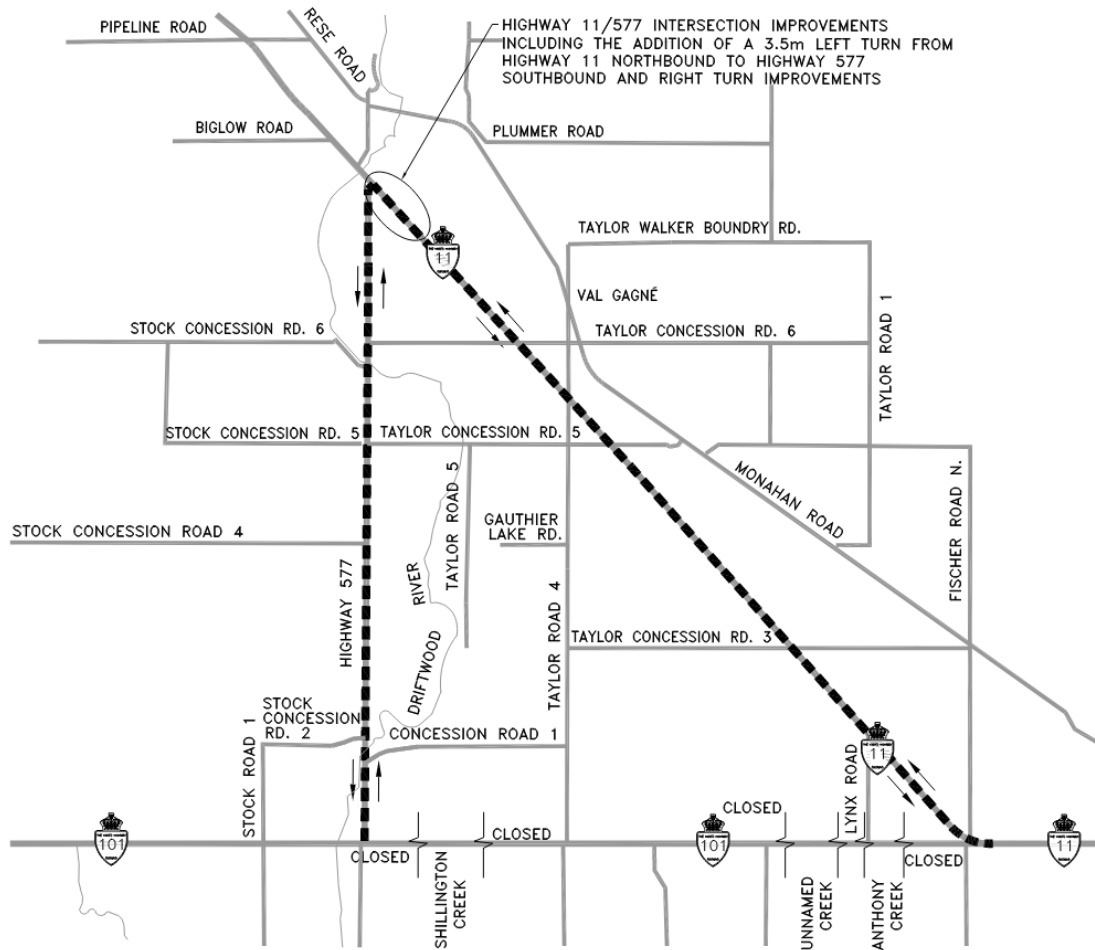 PIPELINE ROAD
RESE ROAD
HIGHWAY 11/577 INTERSECTION IMPROVEMENTS
INCLUDING THE ADDITION OF A 3.5m LEFT TURN FROM
HIGHWAY 11 NORTHBOUND TO HIGHWAY 577
SOUTHBOUND AND RIGHT TURN IMPROVEMENTS
BIGLOW ROAD
PLUMMER ROAD
TAYLOR WALKER BOUNDRY RD.
11
VAL GAGNÉ
STOCK CONCESSION RD. 6
TAYLOR CONCESSION RD. 6
TAYLOR ROAD 1
STOCK CONCESSION RD. 5
TAYLOR CONCESSION RD. 5
MONAHAN ROAD
TAYLOR ROAD 5
FISCHER ROAD N.
STOCK CONCESSION ROAD 4
GAUTHIER
LAKE RD.
HIGHWAY 577
DRIFTWOOD RIVER
TAYLOR ROAD 4
TAYLOR CONCESSION RD. 3
STOCK
CONCESSION
RD. 2
CONCESSION ROAD 1
STOCK ROAD 1
11
LYNX ROAD
101
CLOSED
CLOSED
101
CLOSED
CLOSED
11
SHILLINGTON
CREEK
UNNAMED
CREEK
ANTHONY
CREEK